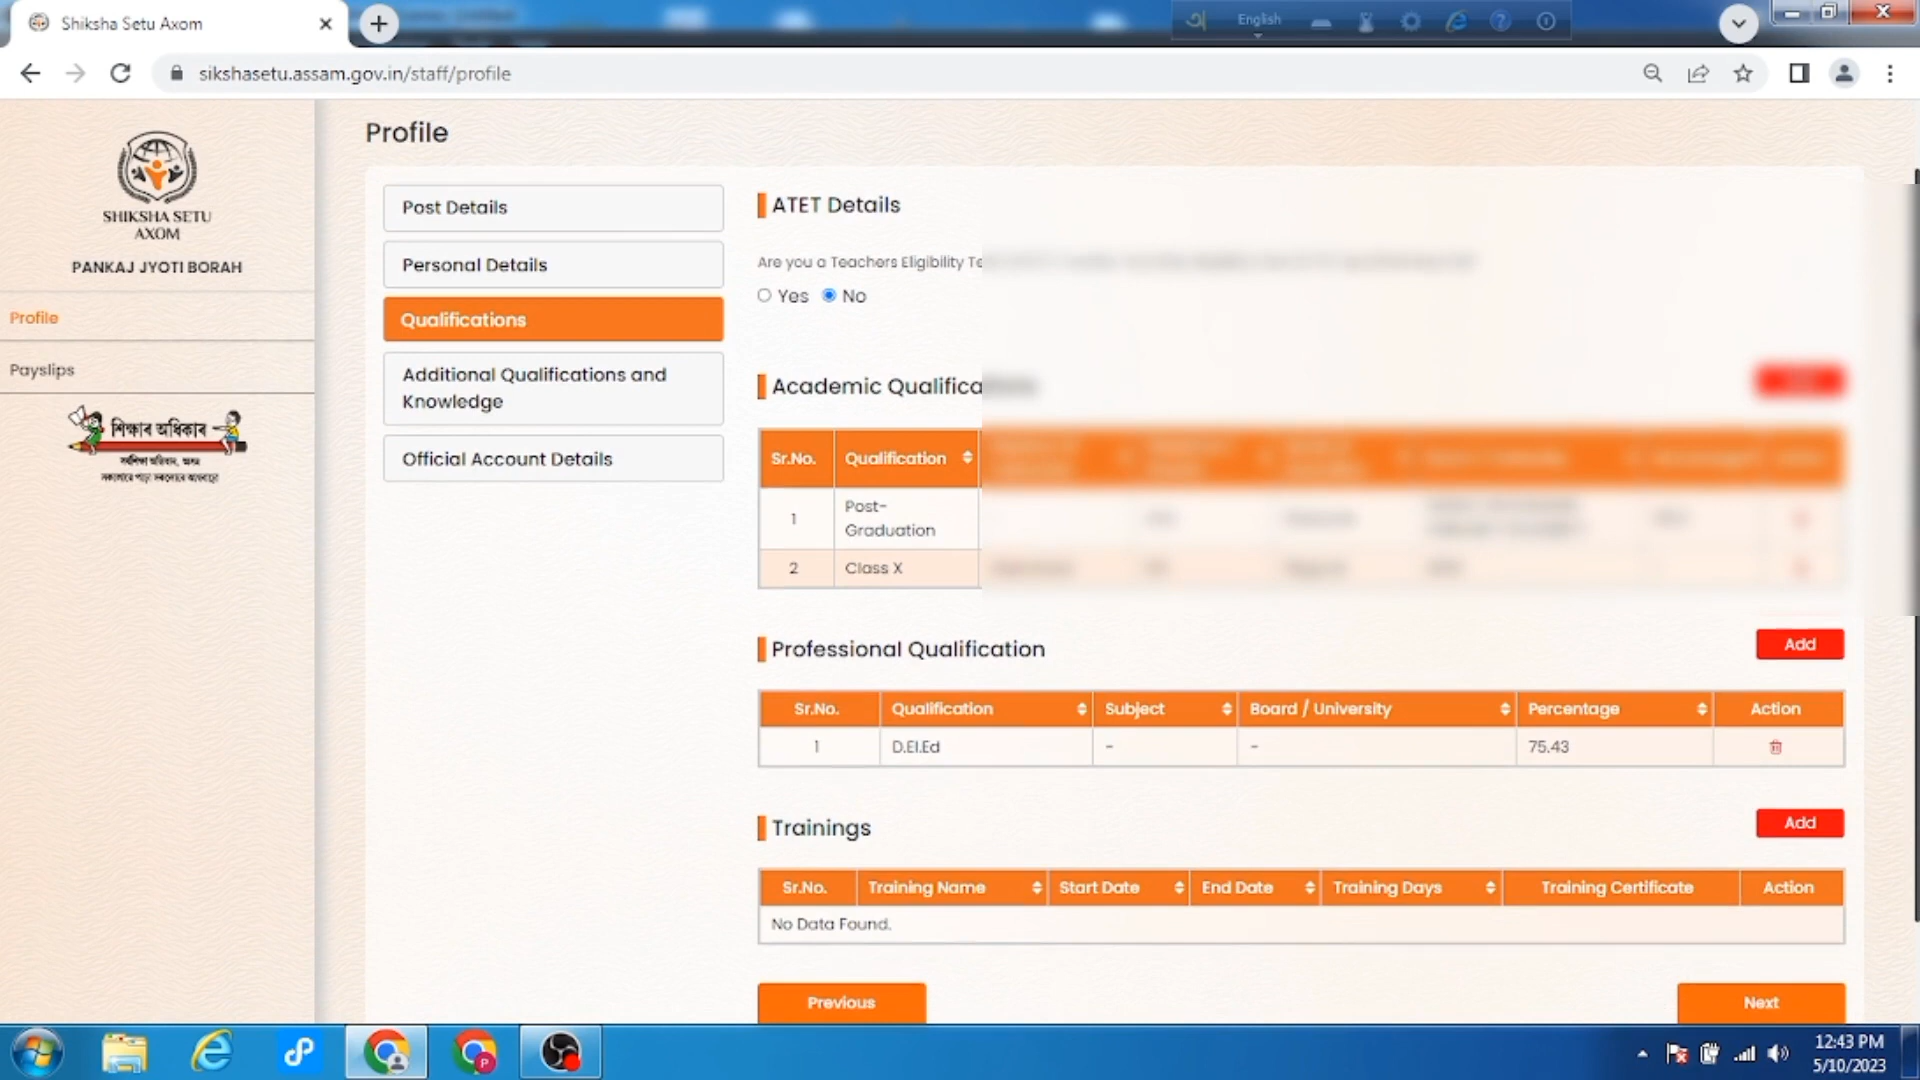 Shiksha Setu Axom
English
sikshasetu.assam.gov.in/staff/profile
SHIKSHA SETU
AXOM
PANKAJ JYOTI BORAH
Profile
Payslips
শিক্ষাৰ অধিকাৰ
Profile
Post Details
Personal Details
Qualifications
Additional Qualifications and
Knowledge
Official Account Details
ATET Details
Are you a Teachers Eligibility
Yes No
Academic
Sr.No. Qualification
1 Post-
Graduation
2 Class X
Professional Qualification
Add
Sr.No. Qualification Subject Board / University Percentage Action
1 D.El.Ed - - 75.43
Trainings
Add
Sr.No. Training Name Start Date End Date Training Days Training Certificate Action
No Data Found.
Previous
Next
12:43 PM
5/10/2023